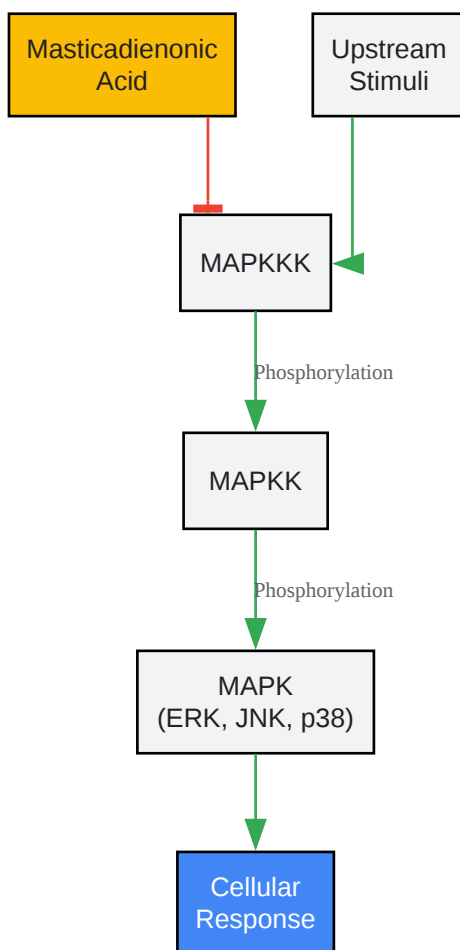 Masticadienonic
Acid
Upstream
Stimuli
MAPKKK
Phosphorylation
MAPKK
Phosphorylation
MAPK
(ERK, JNK, p38)
Cellular
Response